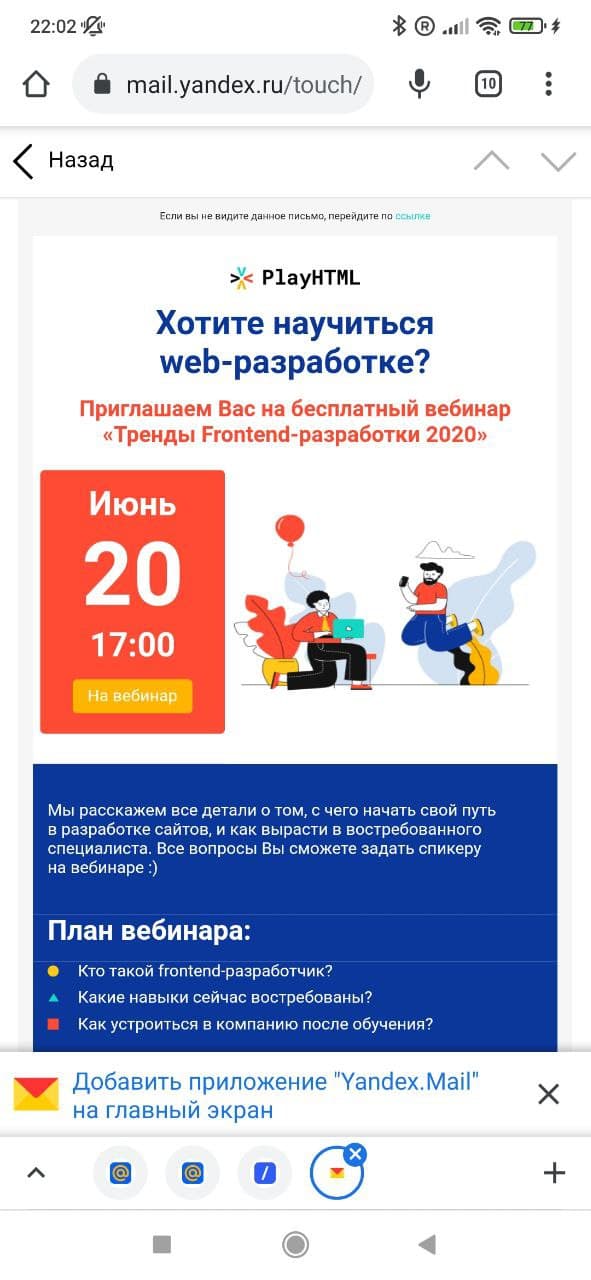 22:02
77
mail.yandex.ru/touch/
10
Назад
Если вы не видите данное письмо, перейдите по ссылке
PlayHTML
Хотите научиться
web-разработке?
Приглашаем Вас на бесплатный вебинар
«Тренды Frontend-разработки 2020»
Июнь
20
17:00
На вебинар
Мы расскажем все детали о том, с чего начать свой путь
в разработке сайтов, и как вырасти в востребованного
специалиста. Все вопросы Вы сможете задать спикеру
на вебинаре :)
План вебинара:
Кто такой frontend-разработчик?
Какие навыки сейчас востребованы?
Как устроиться в компанию после обучения?
Добавить приложение "Yandex.Mail"
на главный экран